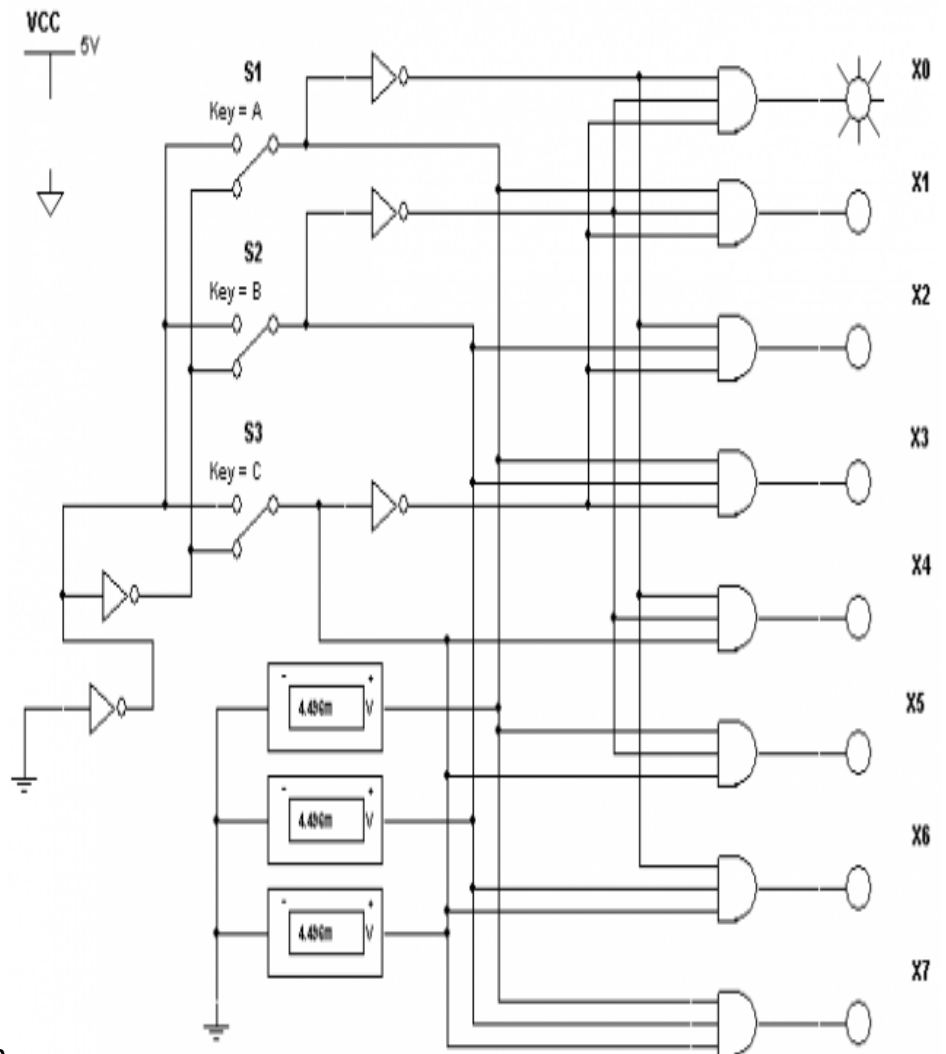 VCC
5V
S1
Key = A
S2
Key = B
S3
Key = C
X0
X1
X2
X3
X4
X5
X6
X7
- +
4.496m V
- +
4.496m V
- +
4.496m V